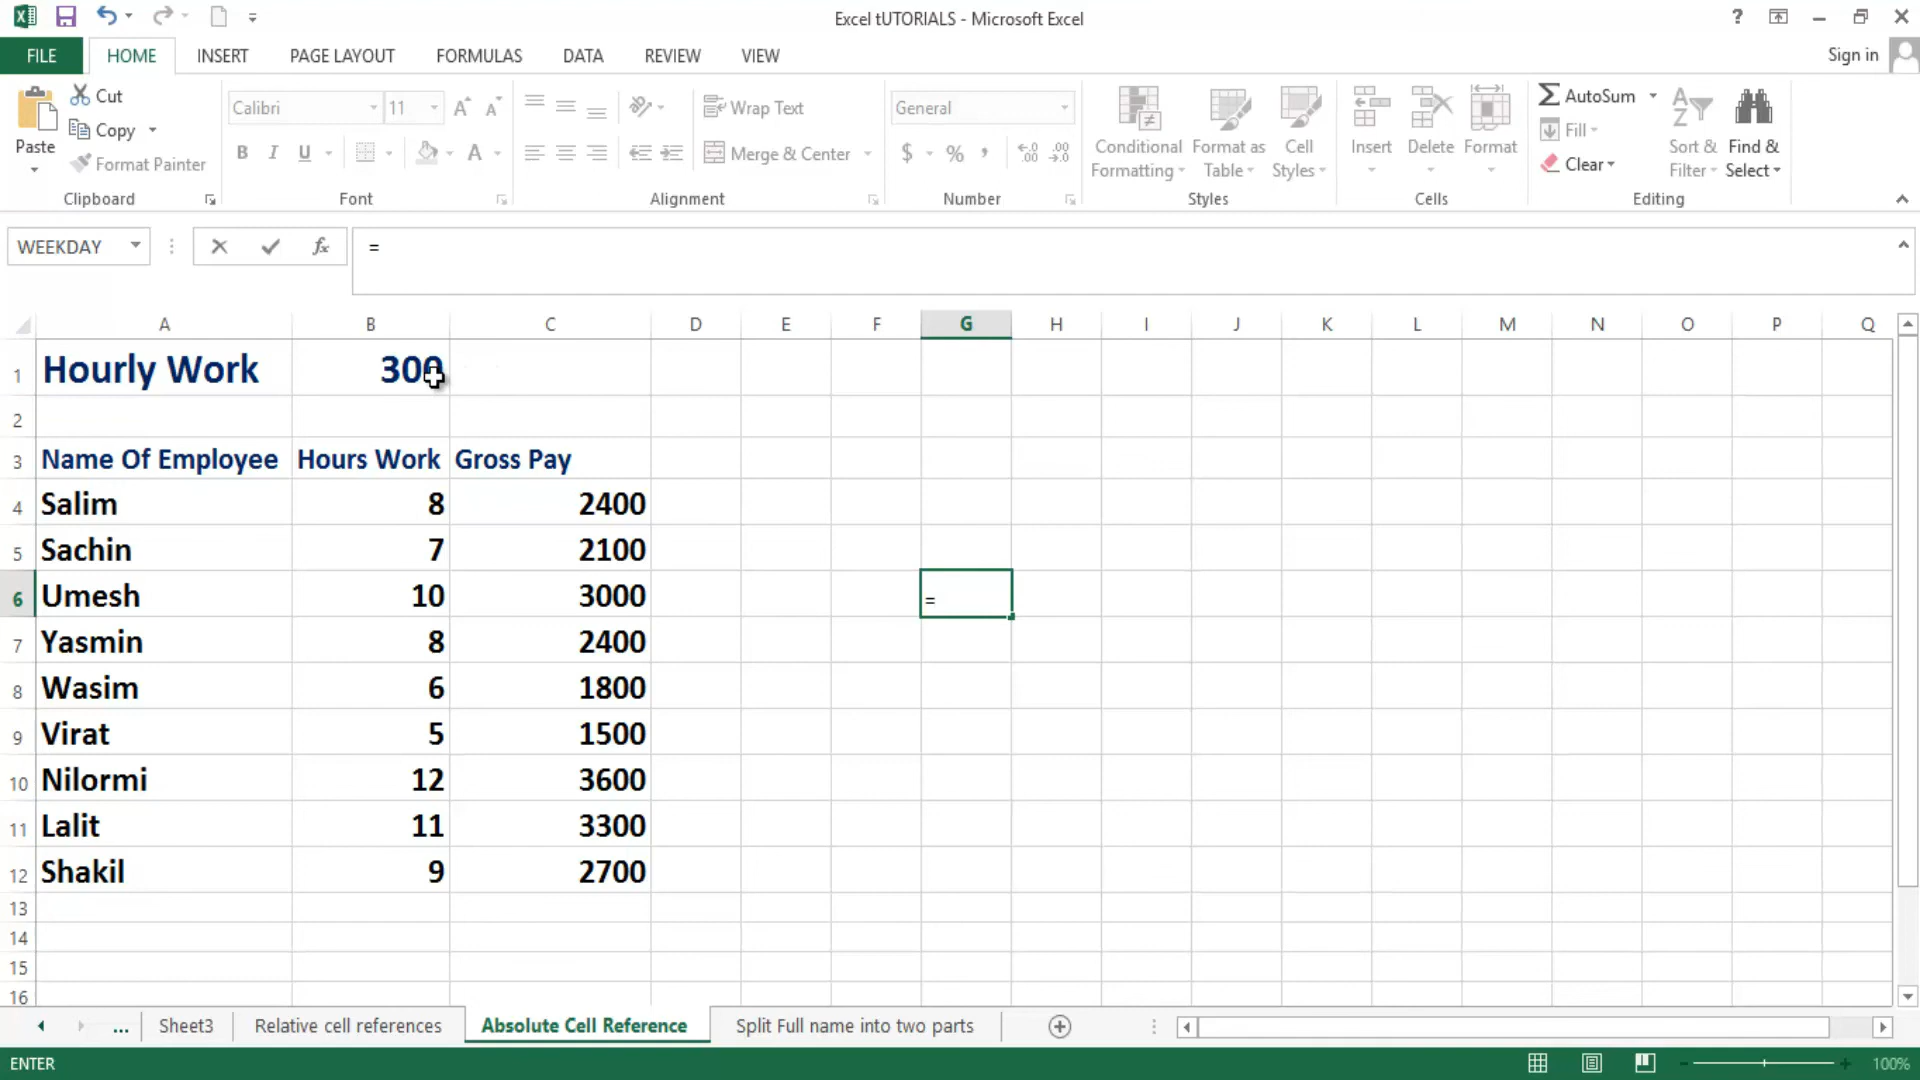 Excel tUTORIALS - Microsoft Excel
?
FILE HOME INSERT PAGE LAYOUT FORMULAS DATA REVIEW VIEW Sign in
Paste
Cut
Copy
Format Painter
Clipboard
Calibri 11
B I U
Font
Wrap Text
Merge & Center
Alignment
General
$ % ,
Number
Conditional Formatting
Format as Table
Cell Styles
Styles
Insert Delete Format
Cells
AutoSum
Fill
Clear
Sort & Filter
Find & Select
Editing
WEEKDAY fx =
A B C D E F G H I J K L M N O P Q
1 Hourly Work 300
2
3 Name Of Employee Hours Work Gross Pay
4 Salim 8 2400
5 Sachin 7 2100
6 Umesh 10 3000 =
7 Yasmin 8 2400
8 Wasim 6 1800
9 Virat 5 1500
10 Nilormi 12 3600
11 Lalit 11 3300
12 Shakil 9 2700
13
14
15
16
... Sheet3 Relative cell references Absolute Cell Reference Split Full name into two parts
ENTER 100%